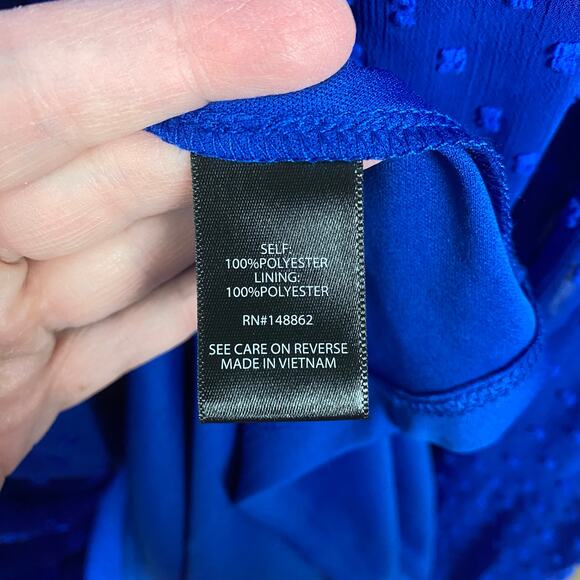 SELF:
100%POLYESTER
LINING:
100%POLYESTER
RN#148862
SEE CARE ON REVERSE
MADE IN VIETNAM